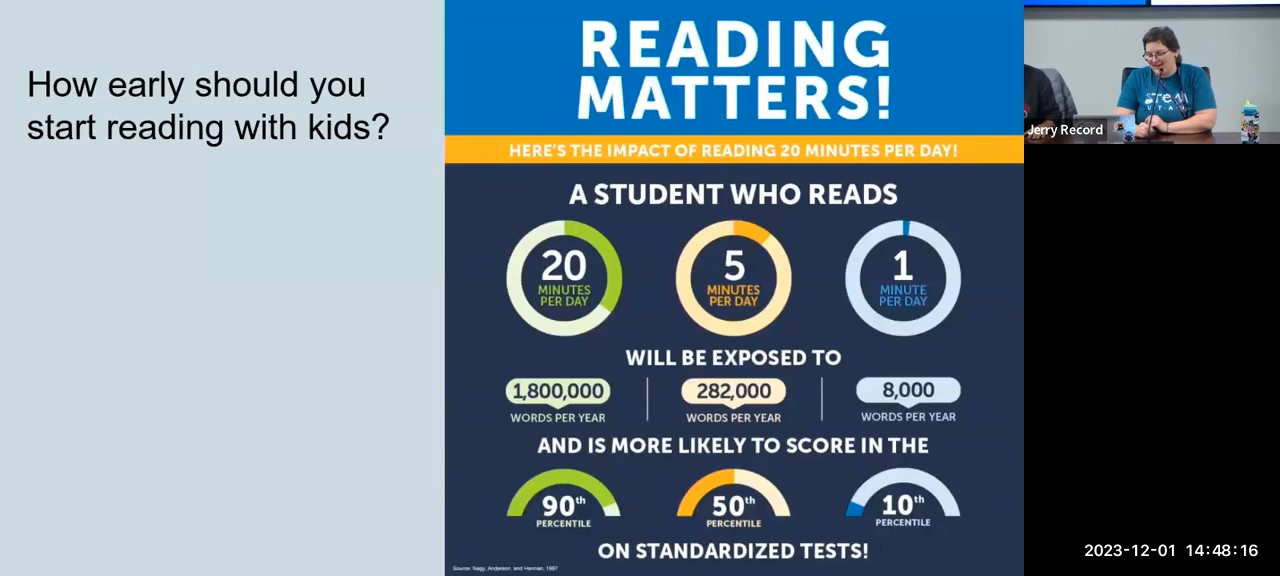 How early should you
start reading with kids?
READING
MATTERS!
HERE'S THE IMPACT OF READING 20 MINUTES PER DAY!
A STUDENT WHO READS
20
MINUTES
PER DAY
5
MINUTES
PER DAY
1
MINUTE
PER DAY
WILL BE EXPOSED TO
1,800,000
WORDS PER YEAR
282,000
WORDS PER YEAR
8,000
WORDS PER YEAR
AND IS MORE LIKELY TO SCORE IN THE
90th
PERCENTILE
50th
PERCENTILE
10th
PERCENTILE
ON STANDARDIZED TESTS!
Source: Nagy, Anderson, and Herman, 1987
Jerry Record
2023-12-01 14:48:16